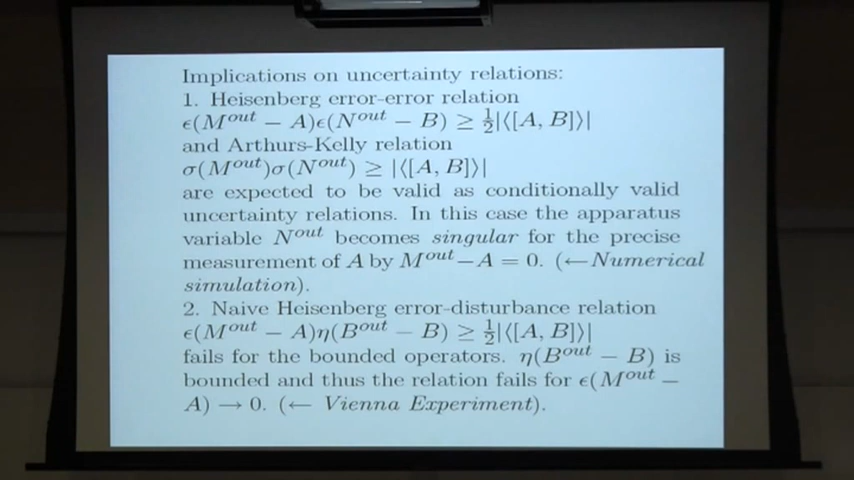 Implications on uncertainty relations:
1. Heisenberg error-error relation
ϵ(M^out − A)ϵ(N^out − B) ≥ ½|⟨[A, B]⟩|
and Arthurs-Kelly relation
σ(M^out)σ(N^out) ≥ |⟨[A, B]⟩|
are expected to be valid as conditionally valid
uncertainty relations. In this case the apparatus
variable N^out becomes singular for the precise
measurement of A by M^out − A = 0. (←Numerical
simulation).
2. Naive Heisenberg error-disturbance relation
ϵ(M^out − A)η(B^out − B) ≥ ½|⟨[A, B]⟩|
fails for the bounded operators. η(B^out − B) is
bounded and thus the relation fails for ϵ(M^out −
A) → 0. (← Vienna Experiment).